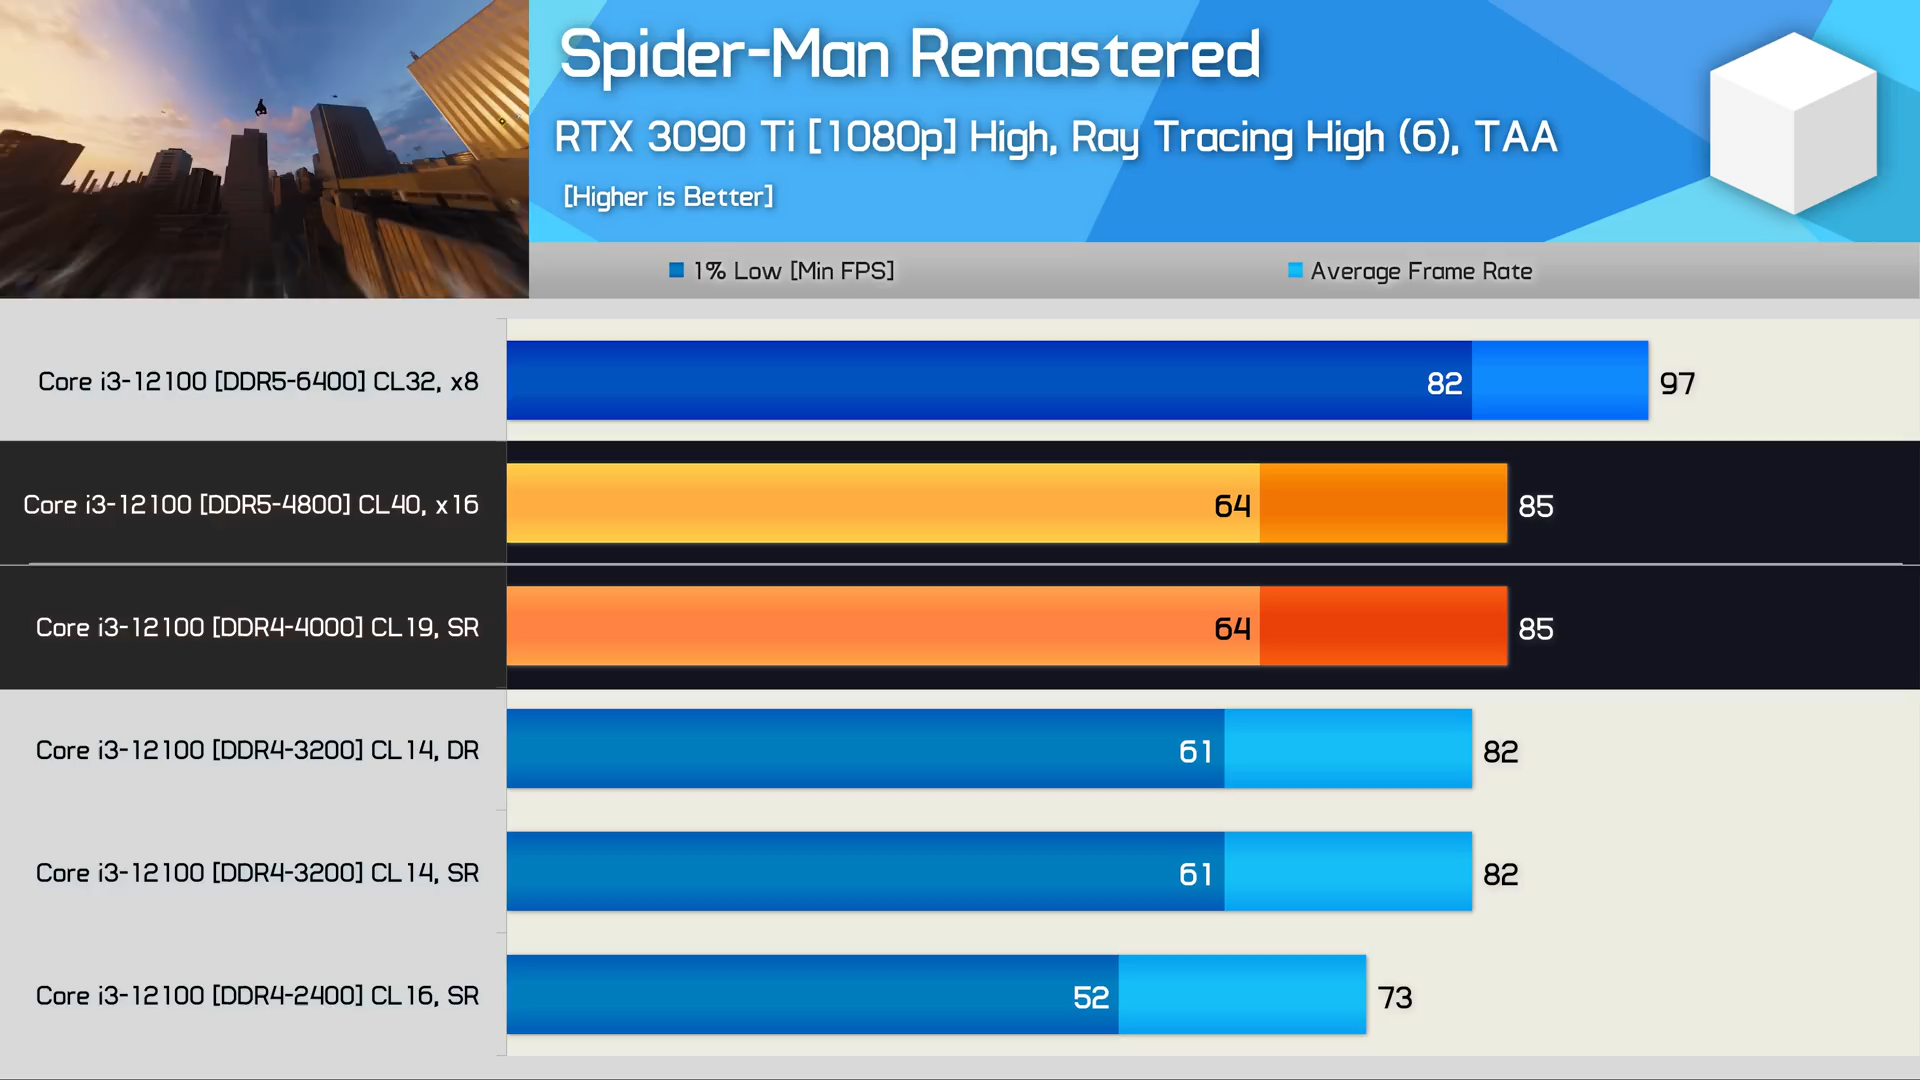 Spider-Man Remastered
RTX 3090 Ti [1080p] High, Ray Tracing High (6), TAA
[Higher is Better]
1% Low [Min FPS]
Average Frame Rate
Core i3-12100 [DDR5-6400] CL32, x8
82
97
Core i3-12100 [DDR5-4800] CL40, x16
64
85
Core i3-12100 [DDR4-4000] CL19, SR
64
85
Core i3-12100 [DDR4-3200] CL14, DR
61
82
Core i3-12100 [DDR4-3200] CL14, SR
61
82
Core i3-12100 [DDR4-2400] CL16, SR
52
73